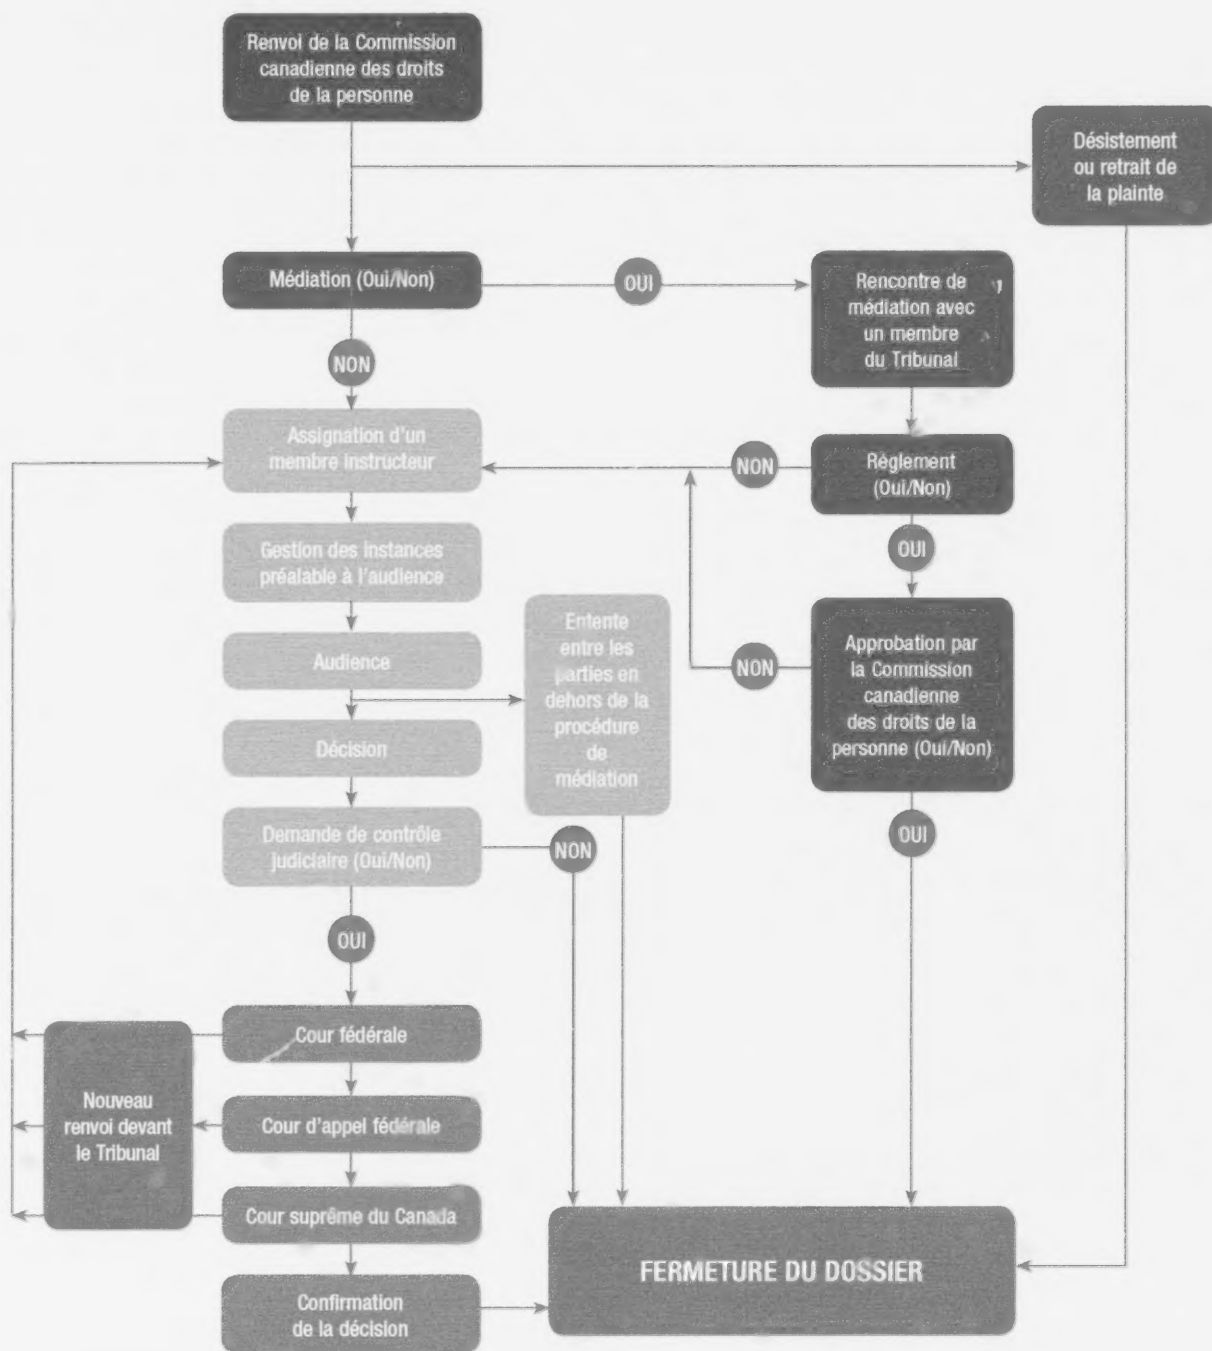 Renvoi de la Commission
canadienne des droits
de la personne
Désistement
ou retrait de
la plainte
Médiation (Oui/Non)
OUI
Rencontre de
médiation avec
un membre
du Tribunal
NON
Assignation d'un
membre instructeur
NON
Règlement
(Oui/Non)
OUI
Gestion des instances
préalable à l'audience
Entente
entre les
parties en
dehors de la
procédure
de
médiation
Audience
NON
Approbation par
la Commission
canadienne
des droits de la
personne (Oui/Non)
Décision
Demande de contrôle
judiciaire (Oui/Non)
NON
OUI
OUI
Cour fédérale
Nouveau
renvoi devant
le Tribunal
Cour d'appel fédérale
Cour suprême du Canada
FERMETURE DU DOSSIER
Confirmation
de la décision